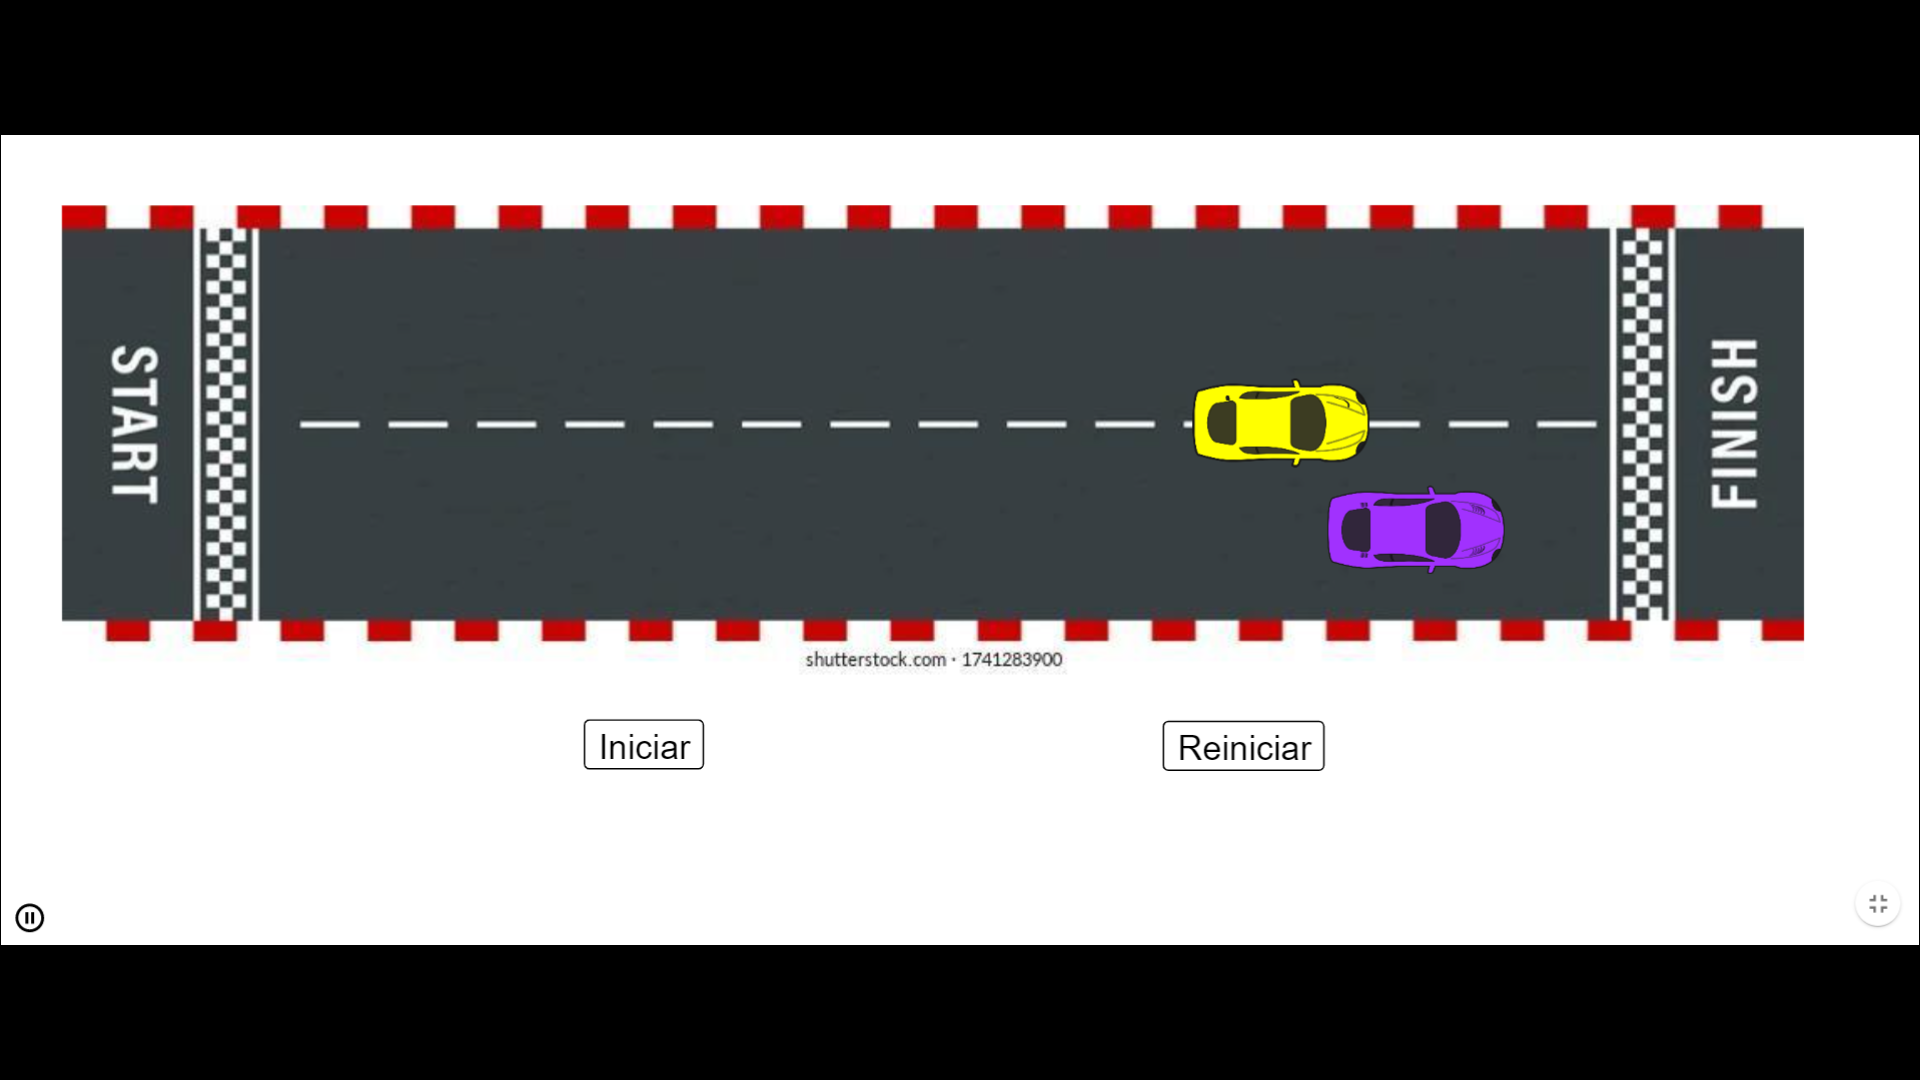 START
FINISH
shutterstock.com · 1741283900
Iniciar
Reiniciar